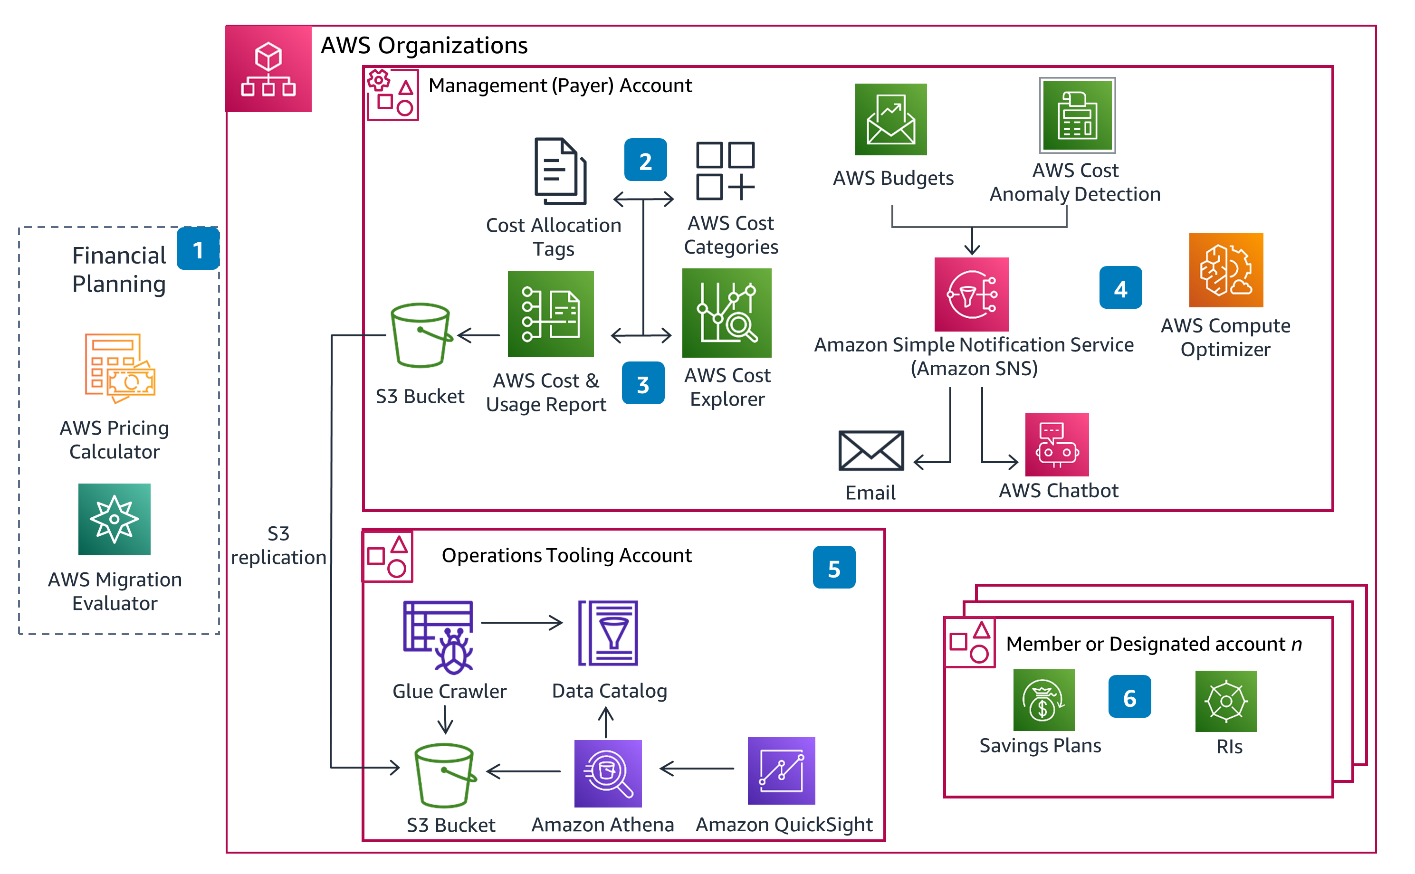 AWS Organizations
Management (Payer) Account
2
Cost Allocation
Tags
AWS Cost
Categories
AWS Budgets
AWS Cost
Anomaly Detection
1
Financial
Planning
AWS Pricing
Calculator
AWS Migration
Evaluator
S3 Bucket
AWS Cost &
Usage Report
3
AWS Cost
Explorer
Amazon Simple Notification Service
(Amazon SNS)
4
AWS Compute
Optimizer
Email
AWS Chatbot
S3
replication
Operations Tooling Account
5
Glue Crawler
Data Catalog
S3 Bucket
Amazon Athena
Amazon QuickSight
Member or Designated account n
6
Savings Plans
RIs